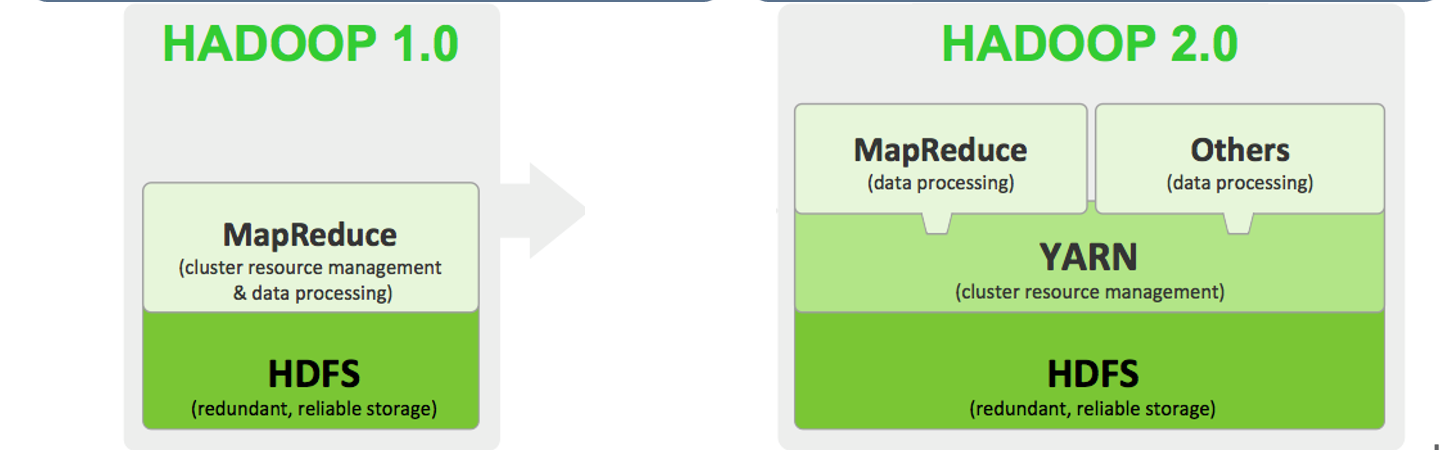 HADOOP 1.0
MapReduce
(cluster resource management
& data processing)
HDFS
(redundant, reliable storage)
HADOOP 2.0
MapReduce
(data processing)
Others
(data processing)
YARN
(cluster resource management)
HDFS
(redundant, reliable storage)